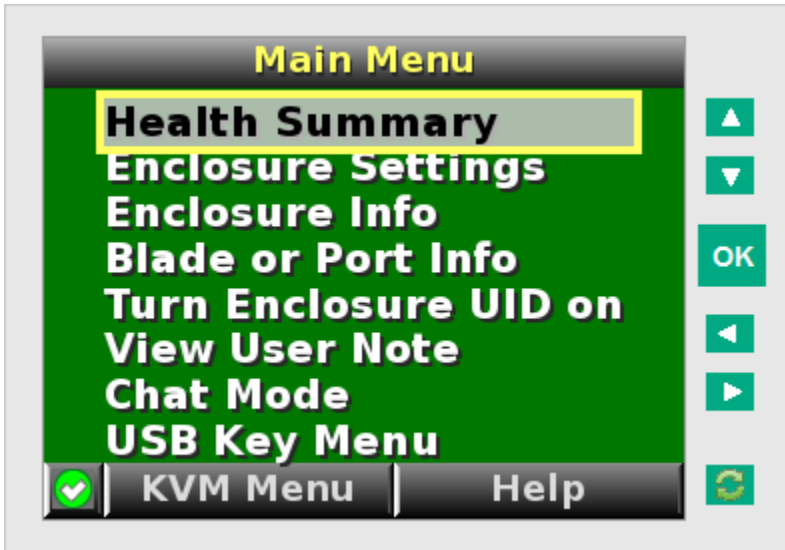 Main Menu
Health Summary
Enclosure Settings
Enclosure Info
Blade or Port Info
OK
Turn Enclosure UID on
View User Note
Chat Mode
USB Key Menu
KVM Menu
Help